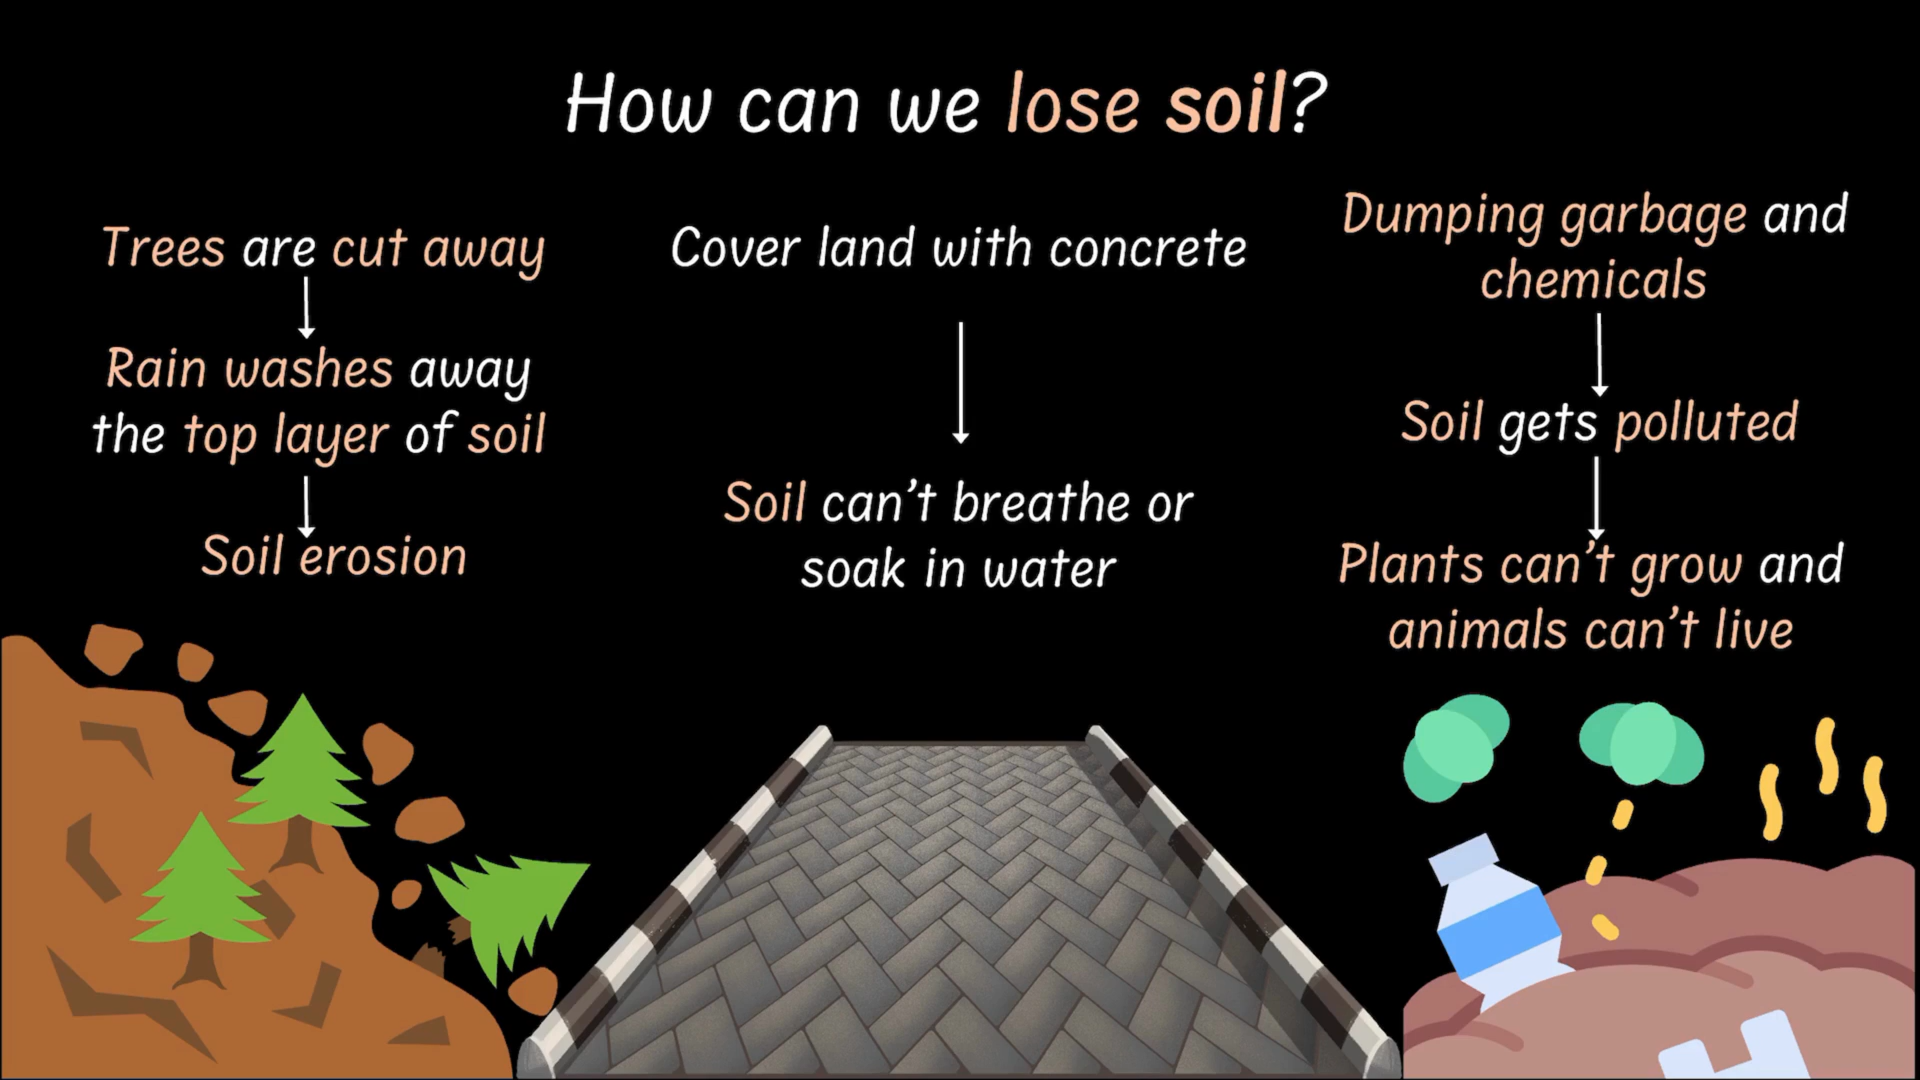 How can we lose soil?
Trees are cut away
Rain washes away
the top layer of soil
Soil erosion
Cover land with concrete
Soil can't breathe or
soak in water
Dumping garbage and
chemicals
Soil gets polluted
Plants can't grow and
animals can't live